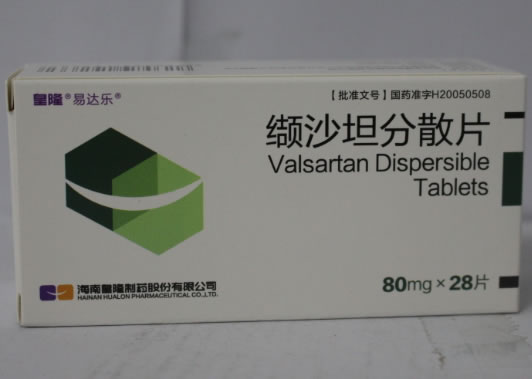 皇隆®易达乐®
【批准文号】国药准字H20050508
缬沙坦分散片
Valsartan Dispersible
Tablets
海南皇隆制药股份有限公司
HAINAN HUALON PHARMACEUTICAL CO.,LTD.
80mg×28片